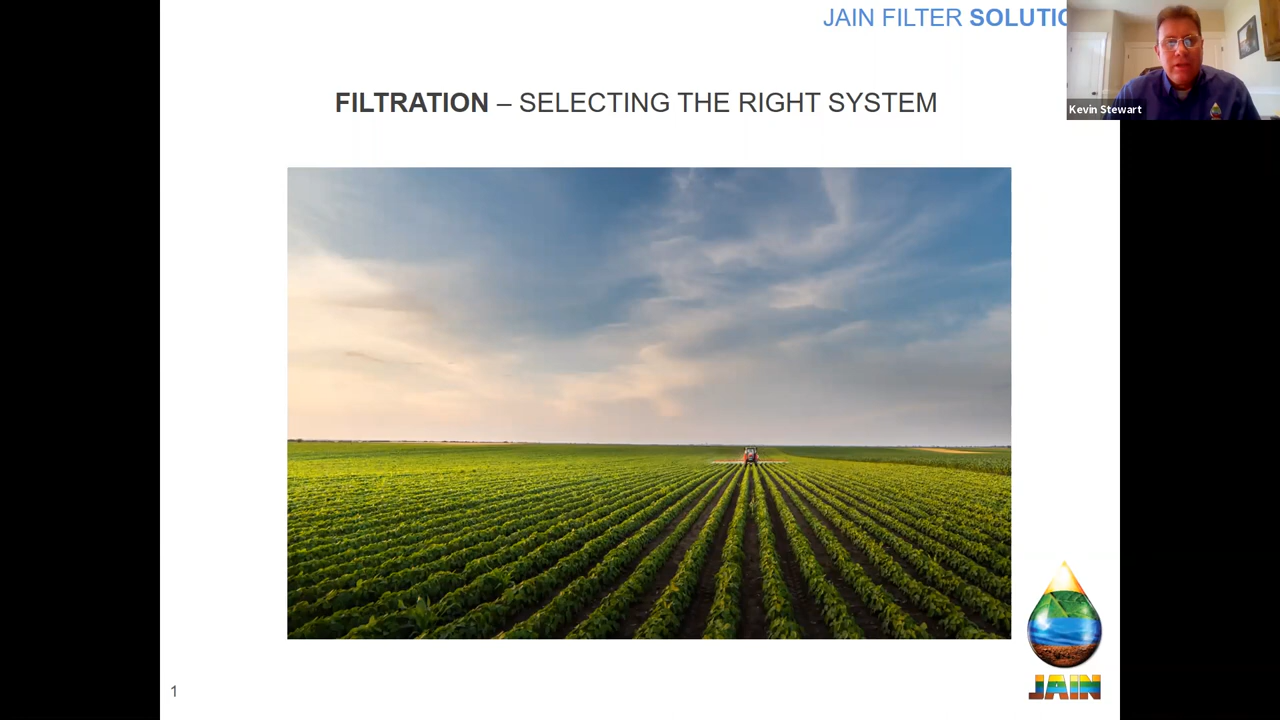 JAIN FILTER SOLUTIO
Kevin Stewart
FILTRATION – SELECTING THE RIGHT SYSTEM
JAIN
1